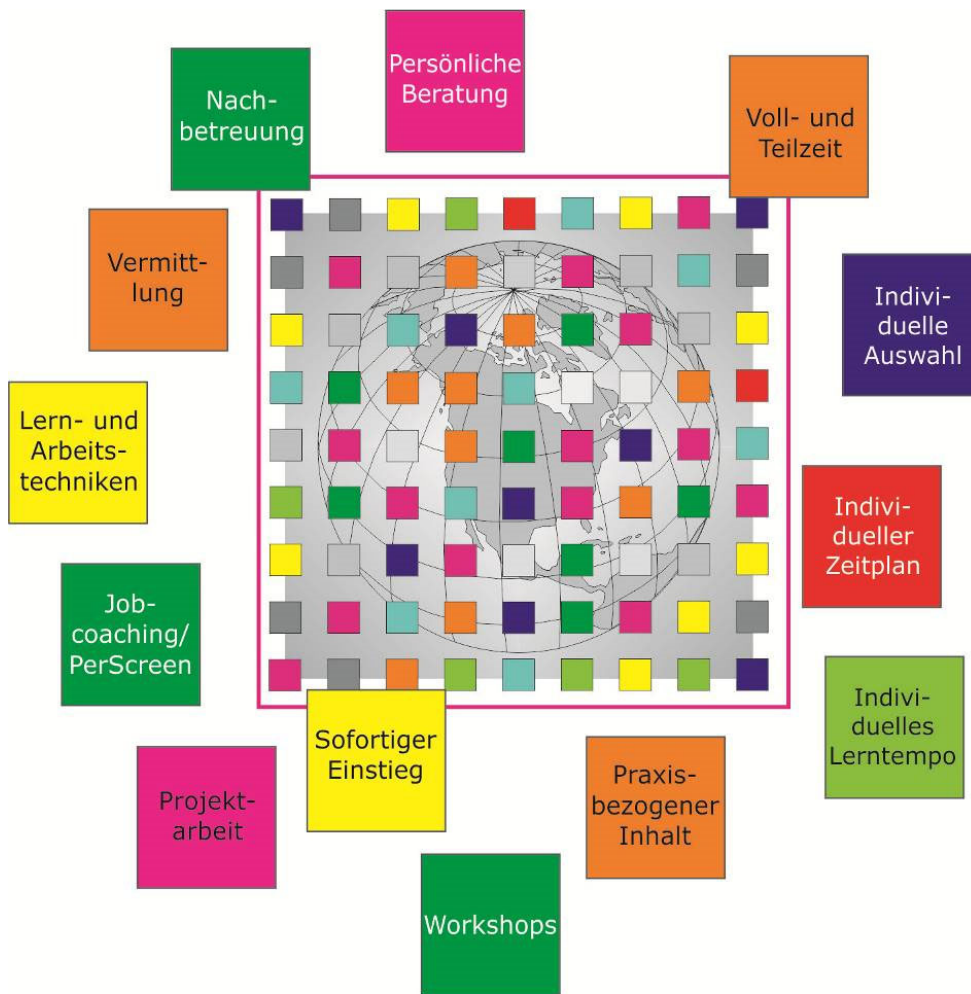 Persönliche
Beratung
Voll- und
Teilzeit
Indivi-
duelle
Auswahl
Indivi-
dueller
Zeitplan
Indivi-
duelles
Lerntempo
Praxis-
bezogener
Inhalt
Workshops
Sofortiger
Einstieg
Projekt-
arbeit
Job-
coaching/
PerScreen
Lern- und
Arbeits-
techniken
Vermitt-
lung
Nach-
betreuung